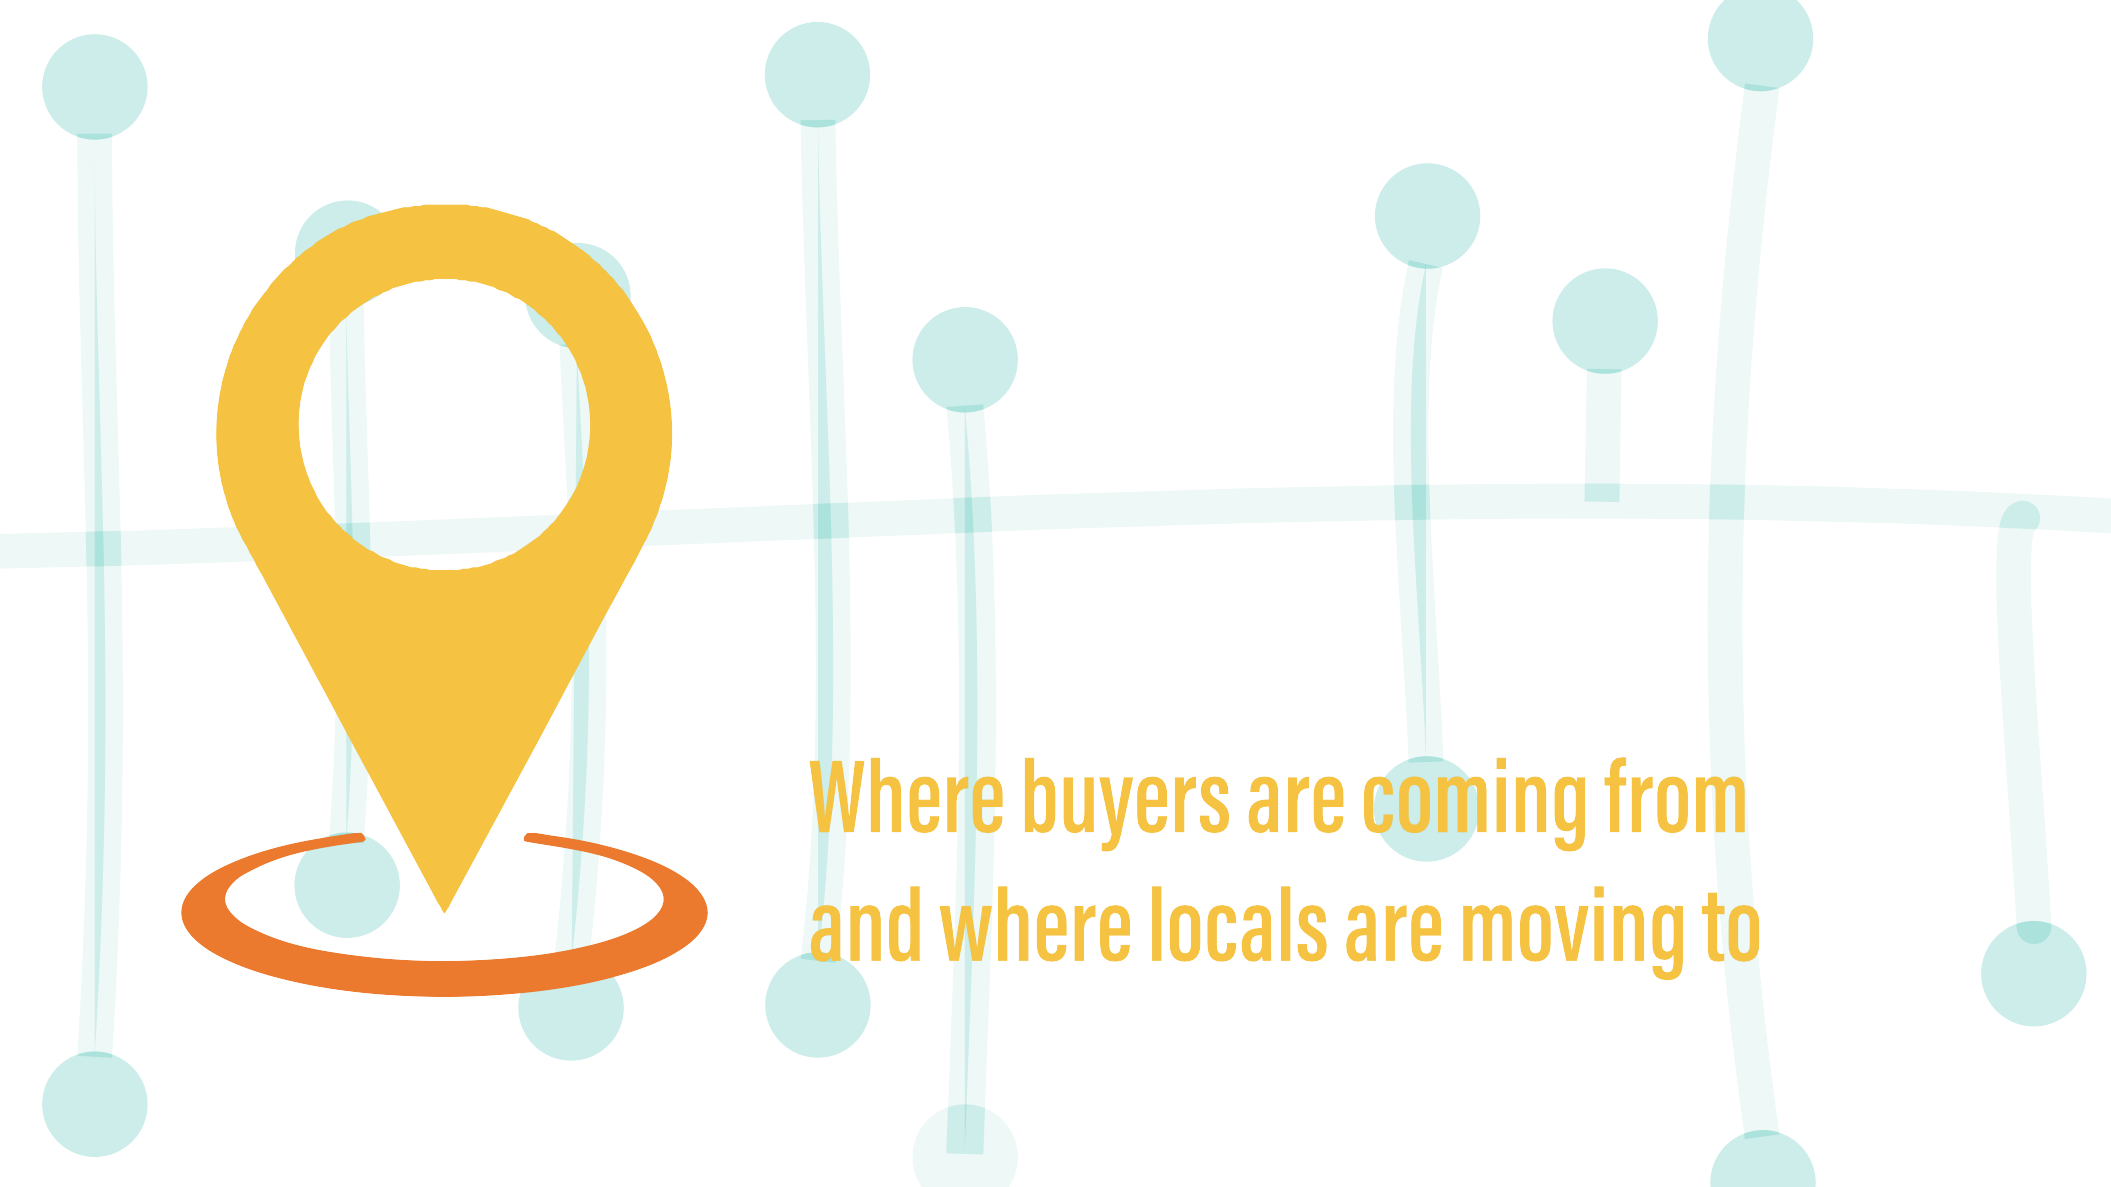 Where buyers are coming from
and where locals are moving to